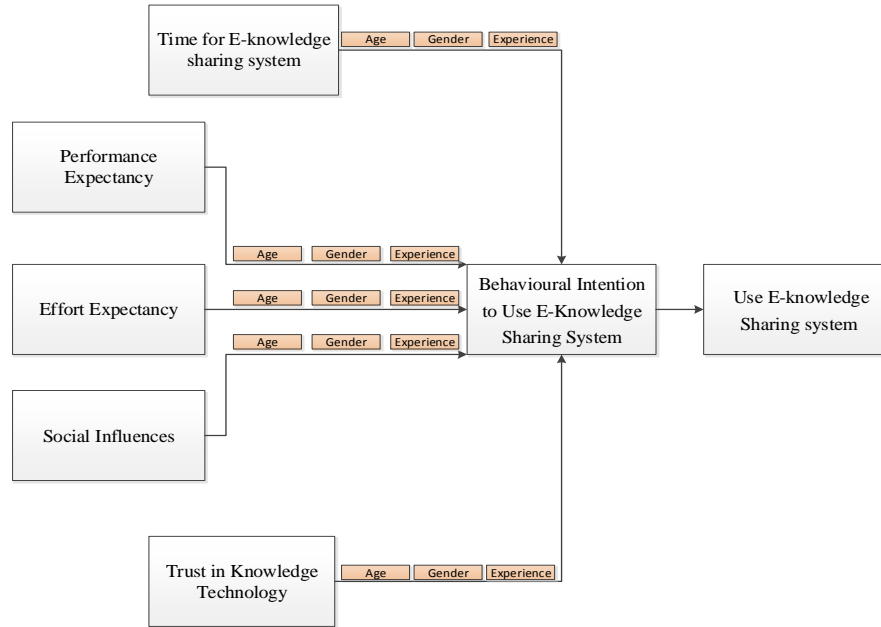 Time for E-knowledge
sharing system
Age Gender Experience
Performance
Expectancy
Age Gender Experience
Effort Expectancy
Age Gender Experience
Social Influences
Age Gender Experience
Behavioural Intention
to Use E-Knowledge
Sharing System
Use E-knowledge
Sharing system
Trust in Knowledge
Technology
Age Gender Experience